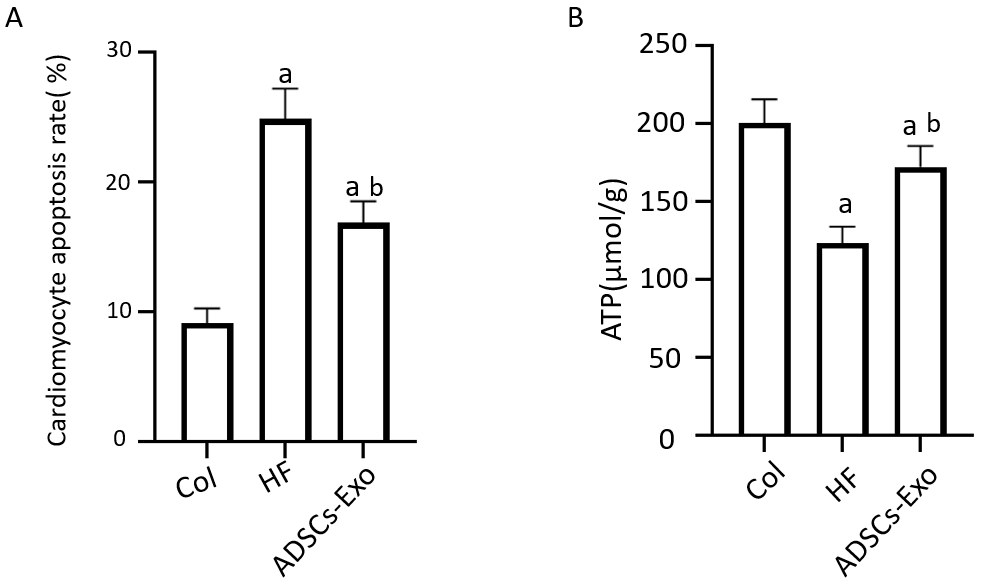 A
Cardiomyocyte apoptosis rate( %)
30
20
10
0
a
a b
Col
HF
ADSCs-Exo
B
ATP(μmol/g)
250
200
150
100
50
0
a
a b
Col
HF
ADSCs-Exo